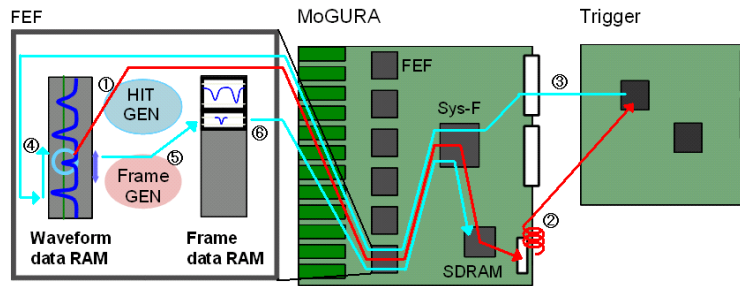 FEF
MoGURA
Trigger
①
HIT
GEN
FEF
③
Sys-F
④
⑤
⑥
Frame
GEN
②
Waveform
data RAM
Frame
data RAM
SDRAM